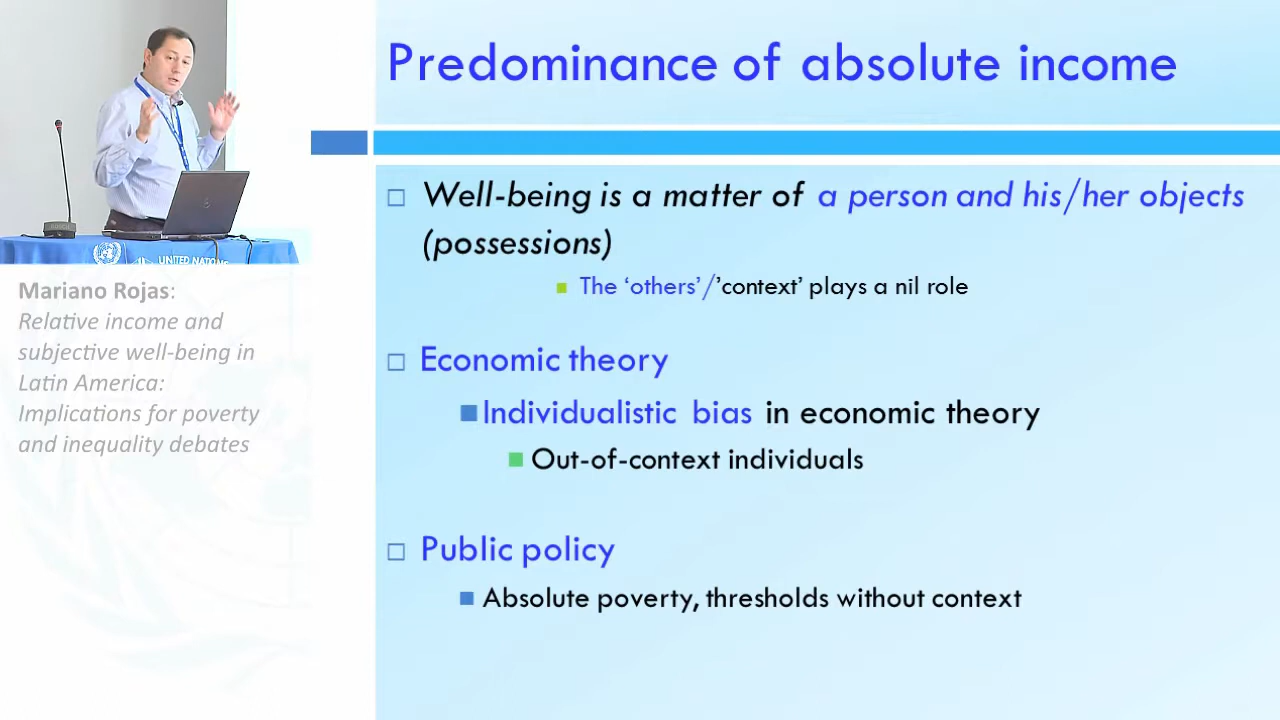 Predominance of absolute income
Well-being is a matter of a person and his/her objects
(possessions)
The ‘others’/’context’ plays a nil role
Economic theory
Individualistic bias in economic theory
Out-of-context individuals
Public policy
Absolute poverty, thresholds without context
UNITED NATIONS
Mariano Rojas:
Relative income and
subjective well-being in
Latin America:
Implications for poverty
and inequality debates